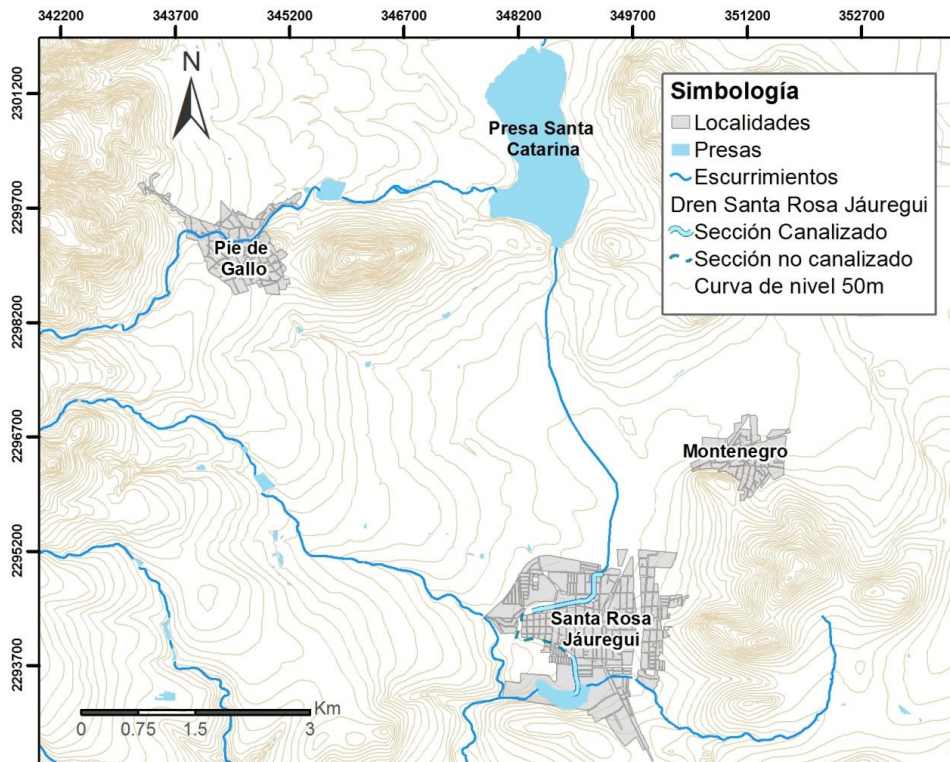 342200 343700 345200 346700 348200 349700 351200 352700
2301200
2299700
2298200
2296700
2295200
2293700
N
Presa Santa
Catarina
Pie de
Gallo
Montenegro
Santa Rosa
Jáuregui
Simbología
Localidades
Presas
Escurrimientos
Dren Santa Rosa Jáuregui
Sección Canalizado
Sección no canalizado
Curva de nivel 50m
Km
0 0.75 1.5 3